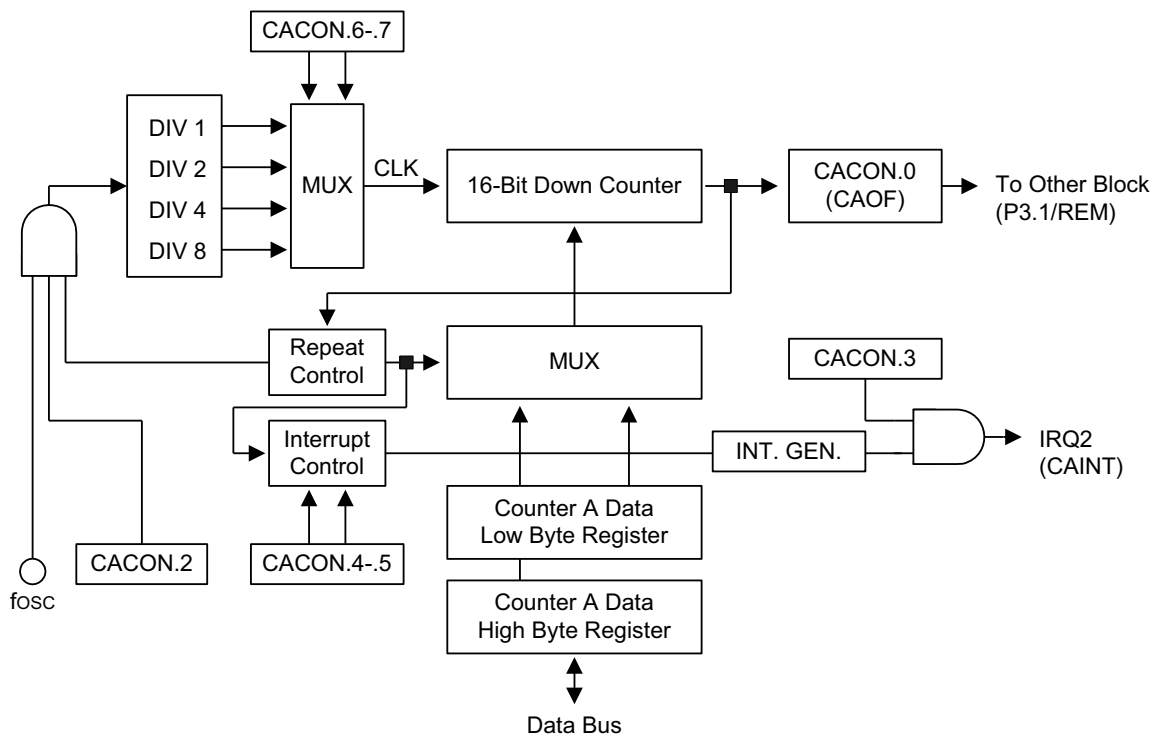 CACON.6-.7
DIV 1
DIV 2
DIV 4
DIV 8
MUX
CLK
16-Bit Down Counter
CACON.0
(CAOF)
To Other Block
(P3.1/REM)
Repeat
Control
MUX
CACON.3
Interrupt
Control
INT. GEN.
IRQ2
(CAINT)
Counter A Data
Low Byte Register
CACON.2
CACON.4-.5
fOSC
Counter A Data
High Byte Register
Data Bus